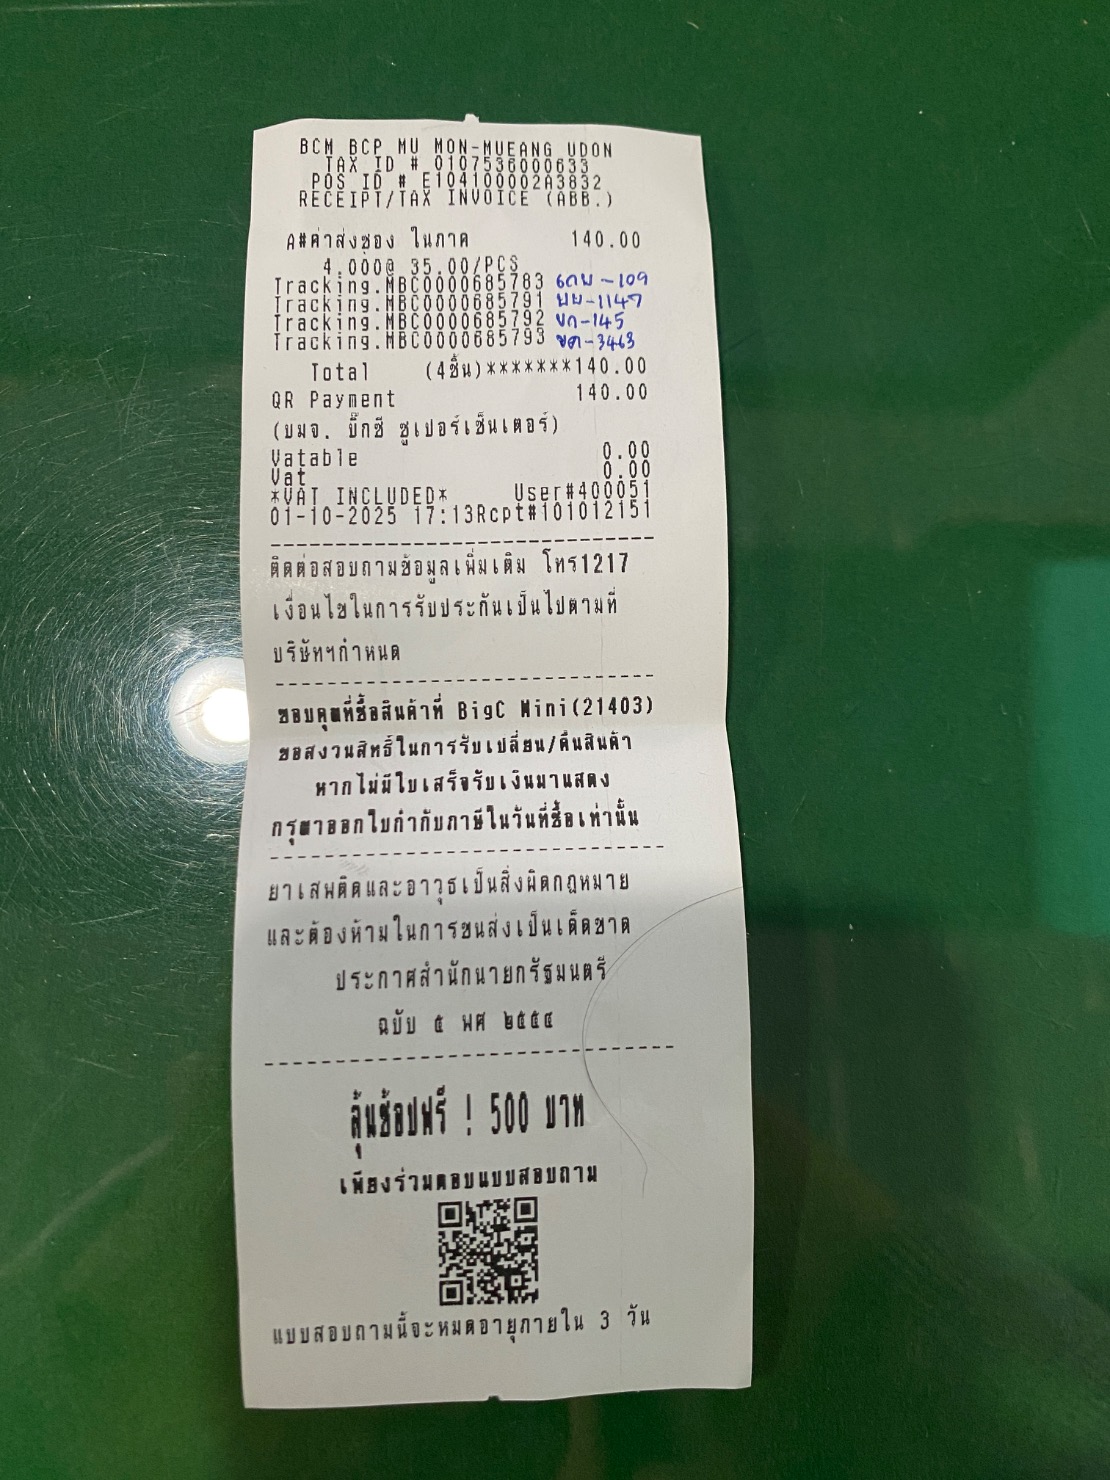 BCM BCP MU MON-MUEANG UDON
TAX ID # 0107536000633
POS ID # E104100002A3832
RECEIPT/TAX INVOICE (ABB.)
A#ค่าส่งซอง ในภาค 140.00
4.000@ 35.00/PCS
Tracking.MBC0000685783 6กผ-109
Tracking.MBC0000685791 ผผ-1147
Tracking.MBC0000685792 ขก-145
Tracking.MBC0000685793 ขค-3463
Total (4ชิ้น)*******140.00
QR Payment 140.00
(บมจ. บิ๊กซี ซูเปอร์เซ็นเตอร์)
Vatable 0.00
Vat 0.00
*VAT INCLUDED* User#400051
01-10-2025 17:13Rcpt#101012151
ติดต่อสอบถามข้อมูลเพิ่มเติม โทร1217
เงื่อนไขในการรับประกันเป็นไปตามที่
บริษัทฯกำหนด
ขอบคุณที่ซื้อสินค้าที่ BigC Mini(21403)
ขอสงวนสิทธิ์ในการรับเปลี่ยน/คืนสินค้า
หากไม่มีใบเสร็จรับเงินมาแสดง
กรุณาออกใบกำกับภาษีในวันที่ซื้อเท่านั้น
ยาเสพติดและอาวุธเป็นสิ่งผิดกฎหมาย
และต้องห้ามในการขนส่งเป็นเด็ดขาด
ประกาศสำนักนายกรัฐมนตรี
ฉบับ ๕ พศ ๒๕๕๔
ลุ้นช้อปฟรี ! 500 บาท
เพียงร่วมตอบแบบสอบถาม
แบบสอบถามนี้จะหมดอายุภายใน 3 วัน